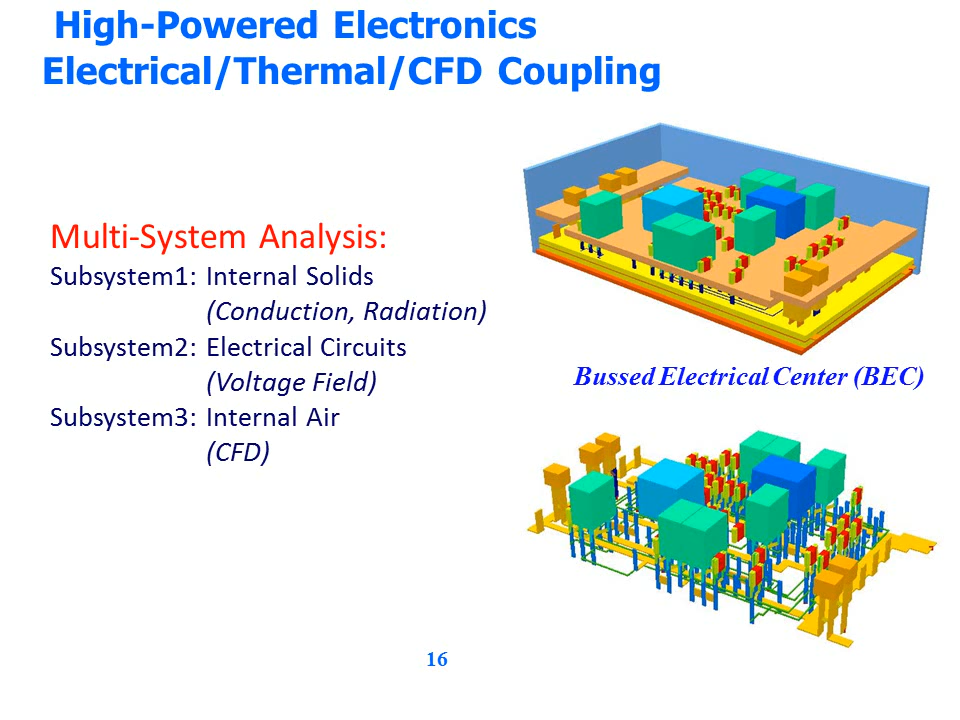 High-Powered Electronics
Electrical/Thermal/CFD Coupling
Multi-System Analysis:
Subsystem1: Internal Solids
(Conduction, Radiation)
Subsystem2: Electrical Circuits
(Voltage Field)
Subsystem3: Internal Air
(CFD)
Bussed Electrical Center (BEC)
16